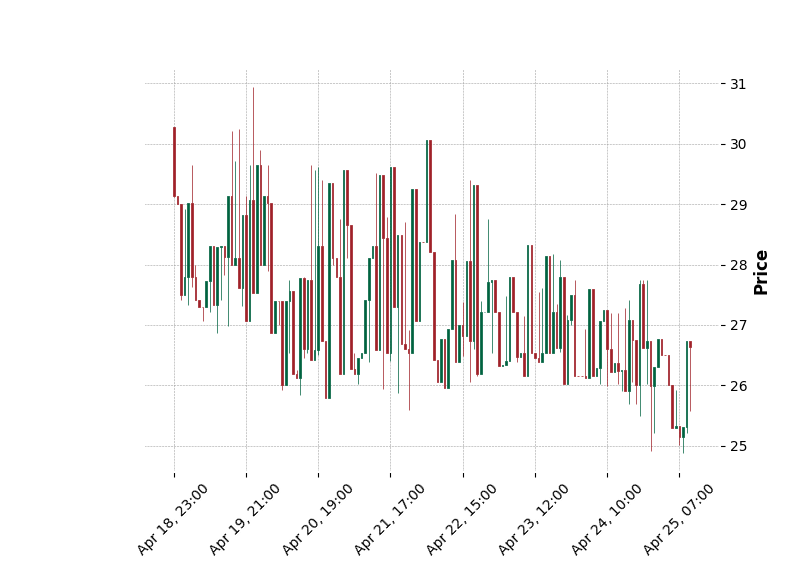 31
30
29
28
27
26
25
Price
Apr 18, 23:00
Apr 19, 21:00
Apr 20, 19:00
Apr 21, 17:00
Apr 22, 15:00
Apr 23, 12:00
Apr 24, 10:00
Apr 25, 07:00